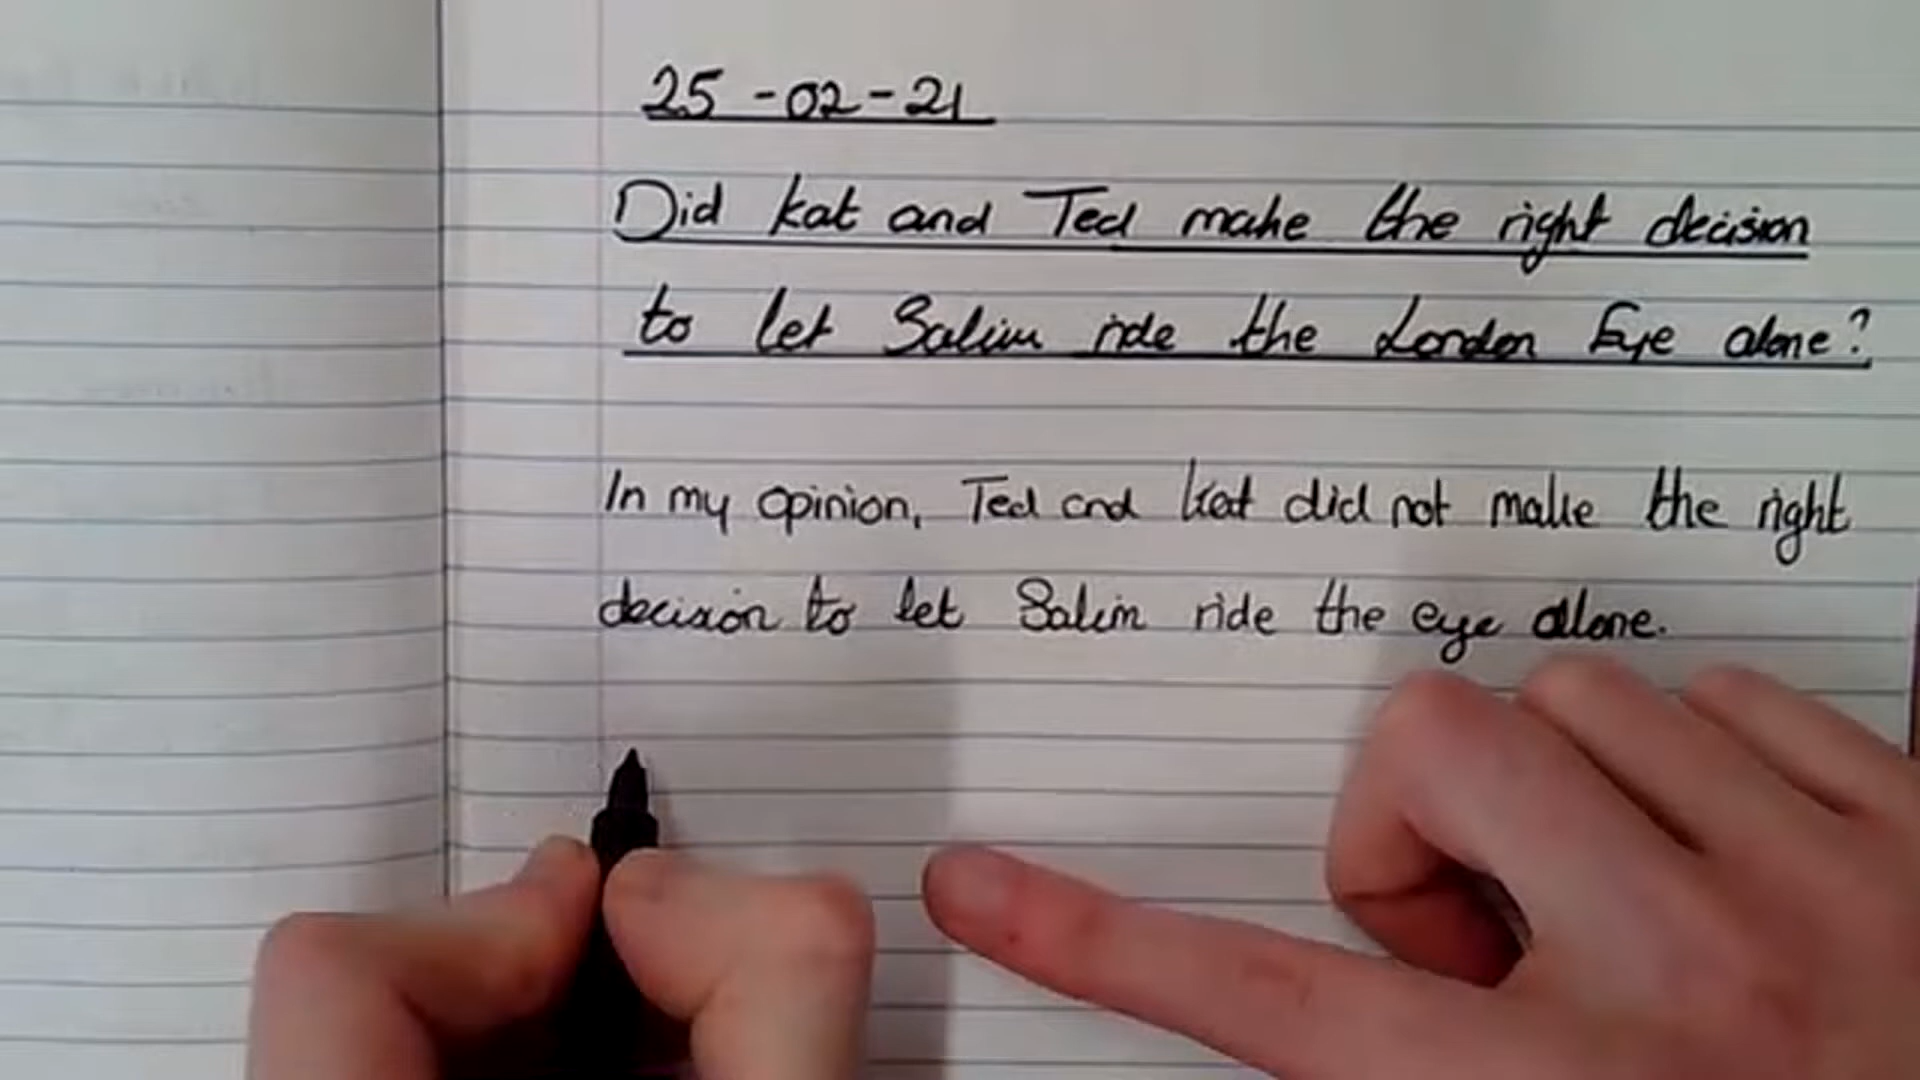 25-02-21
Did Kat and Ted make the right decision
to let Salim ride the London Eye alone?
In my opinion, Ted and Kat did not make the right
decision to let Salim ride the eye alone.